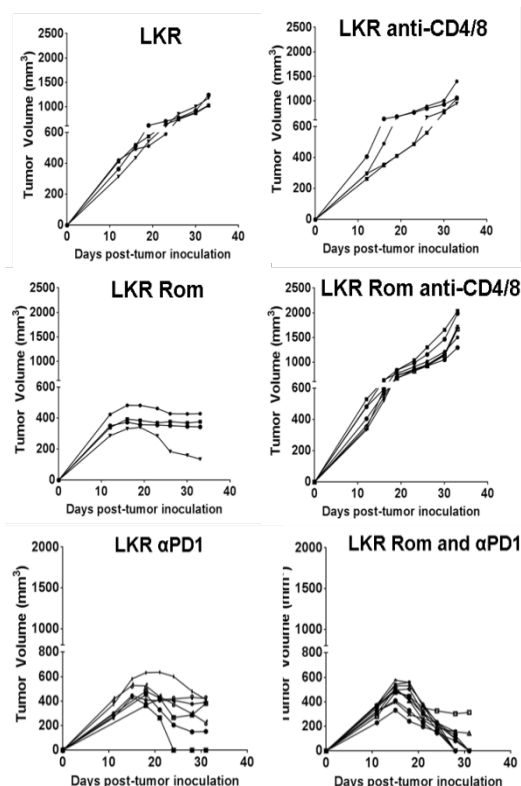 LKR
Tumor Volume (mm3)
2500
2000
1500
1000
600
400
200
0
0 10 20 30 40
Days post-tumor inoculation
LKR anti-CD4/8
Tumor Volume (mm3)
2500
2000
1500
1000
600
400
200
0
0 10 20 30 40
Days post-tumor inoculation
LKR Rom
Tumor Volume (mm3)
2500
2000
1500
1000
600
400
200
0
0 10 20 30 40
Days post-tumor inoculation
LKR Rom anti-CD4/8
Tumor Volume (mm3)
2500
2000
1500
1000
600
400
200
0
0 10 20 30 40
Days post-tumor inoculation
LKR αPD1
Tumor Volume (mm3)
2000
1500
1000
800
600
400
200
0
0 10 20 30 40
Days post-tumor inoculation
LKR Rom and αPD1
Tumor Volume
2000
1500
1000
800
600
400
200
0
0 10 20 30 40
Days post-tumor inoculation